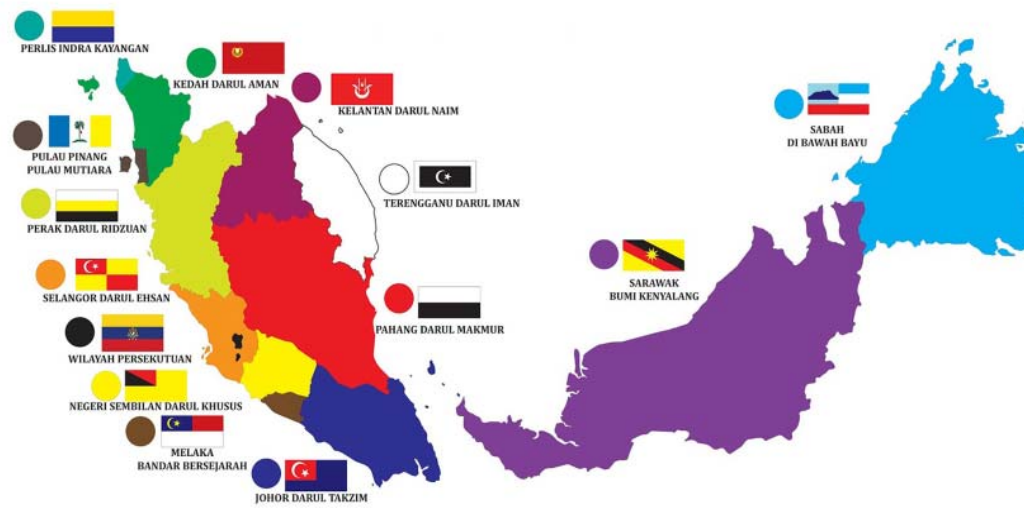 PERLIS INDRA KAYANGAN
KEDAH DARUL AMAN
KELANTAN DARUL NAIM
PULAU PINANG
PULAU MUTIARA
TERENGGANU DARUL IMAN
PERAK DARUL RIDZUAN
SELANGOR DARUL EHSAN
PAHANG DARUL MAKMUR
WILAYAH PERSEKUTUAN
NEGERI SEMBILAN DARUL KHUSUS
MELAKA
BANDAR BERSEJARAH
JOHOR DARUL TAKZIM
SABAH
DI BAWAH BAYU
SARAWAK
BUMI KENYALANG